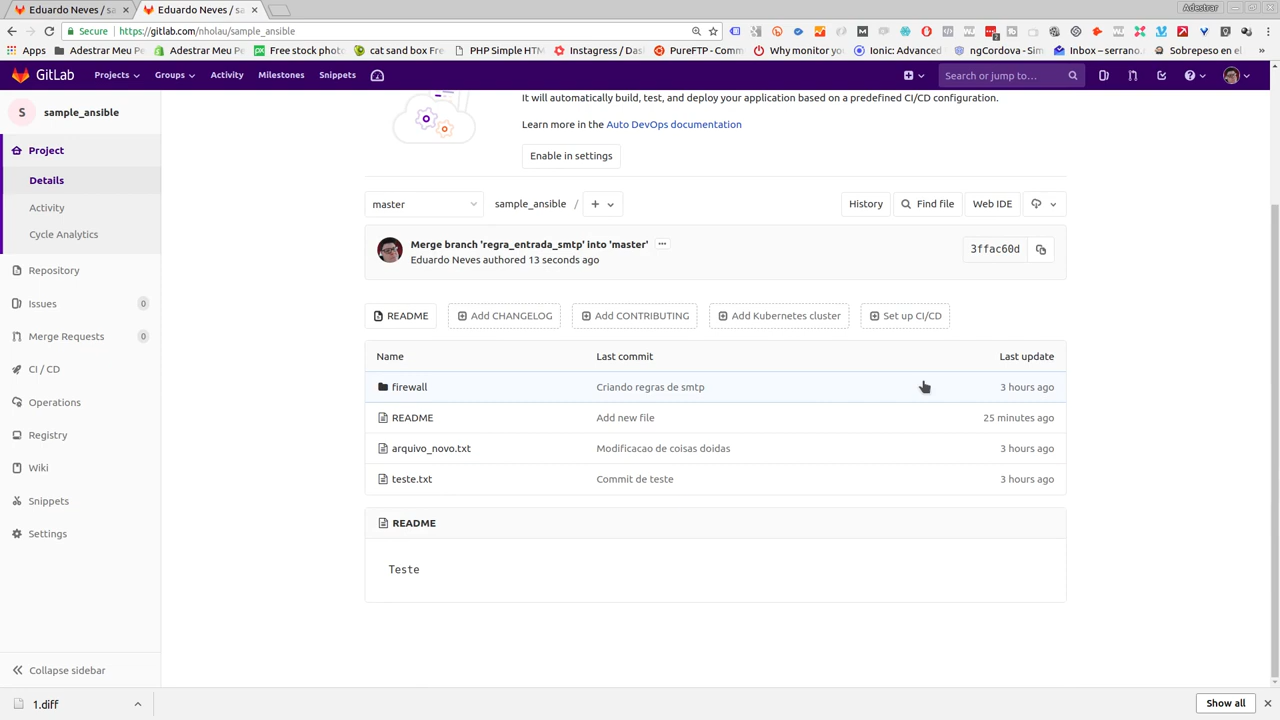 Eduardo Neves / sa
Eduardo Neves / sa
Adestrar
Secure
https://gitlab.com/nholau/sample_ansible
Apps
Adestrar Meu Pe
Adestrar Meu P
Free stock photo
cat sand box Fre
PHP Simple HTM
Instagress / Das
PureFTP - Comm
Why monitor yo
Ionic: Advanced
ngCordova - Sim
Inbox – serrano.
Sobrepeso en el
»
GitLab
Projects
Groups
Activity
Milestones
Snippets
Search or jump to…
S
sample_ansible
Project
Details
Activity
Cycle Analytics
Repository
Issues
0
Merge Requests
0
CI / CD
Operations
Registry
Wiki
Snippets
Settings
Collapse sidebar
It will automatically build, test, and deploy your application based on a predefined CI/CD configuration.
Learn more in the Auto DevOps documentation
Enable in settings
master
sample_ansible /
+
History
Find file
Web IDE
Merge branch 'regra_entrada_smtp' into 'master'
Eduardo Neves authored 13 seconds ago
3ffac60d
README
Add CHANGELOG
Add CONTRIBUTING
Add Kubernetes cluster
Set up CI/CD
Name
Last commit
Last update
firewall
Criando regras de smtp
3 hours ago
README
Add new file
25 minutes ago
arquivo_novo.txt
Modificacao de coisas doidas
3 hours ago
teste.txt
Commit de teste
3 hours ago
README
Teste
1.diff
Show all